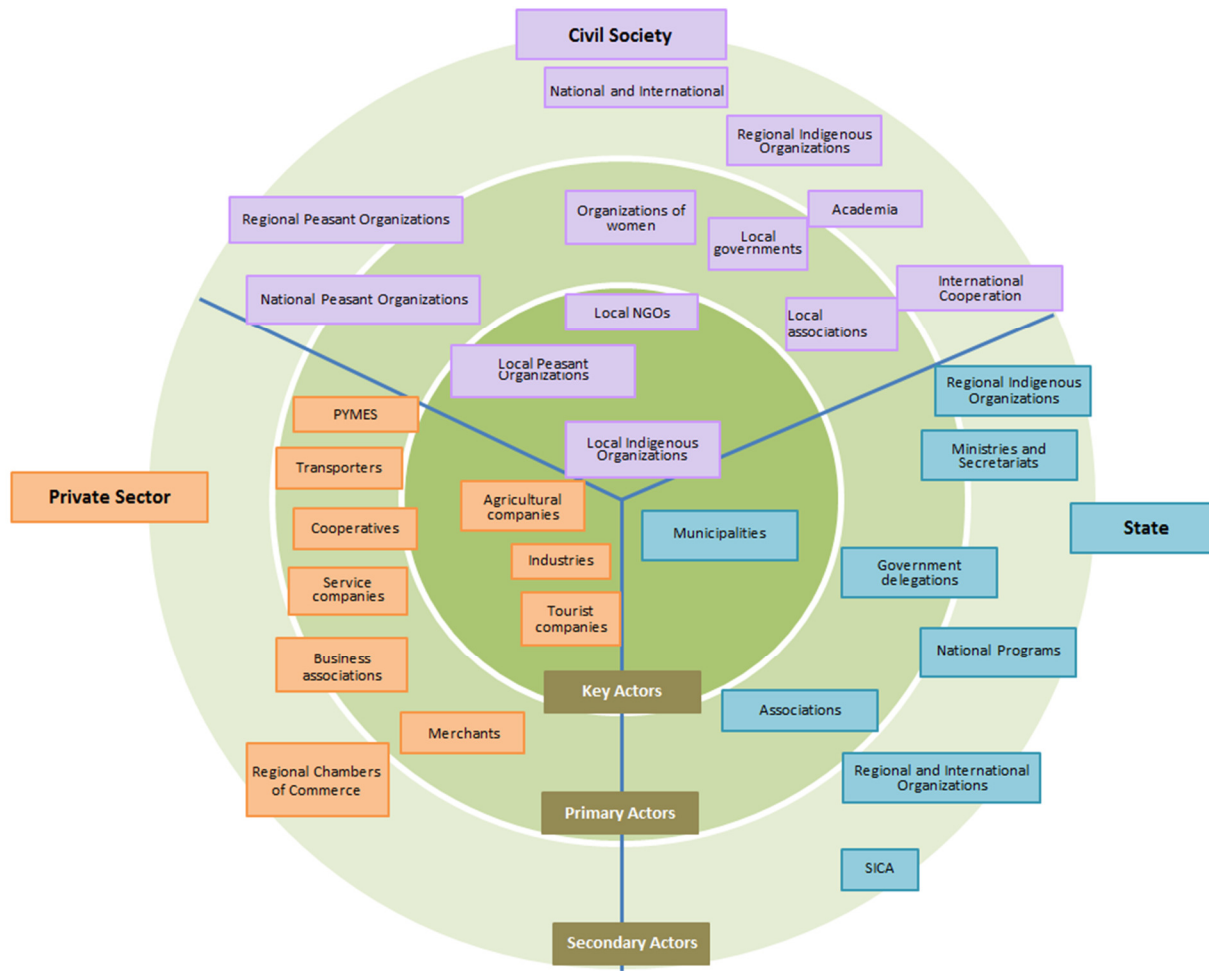 Civil Society
National and International
Regional Indigenous
Organizations
Regional Peasant Organizations
Organizations of
women
Academia
Local
governments
National Peasant Organizations
International
Cooperation
Local NGOs
Local
associations
Local Peasant
Organizations
Regional Indigenous
Organizations
PYMES
Local Indigenous
Organizations
Ministries and
Secretariats
Transporters
Private Sector
Agricultural
companies
State
Cooperatives
Municipalities
Industries
Government
delegations
Service
companies
Tourist
companies
Business
associations
National Programs
Key Actors
Associations
Merchants
Regional Chambers
of Commerce
Regional and International
Organizations
Primary Actors
SICA
Secondary Actors